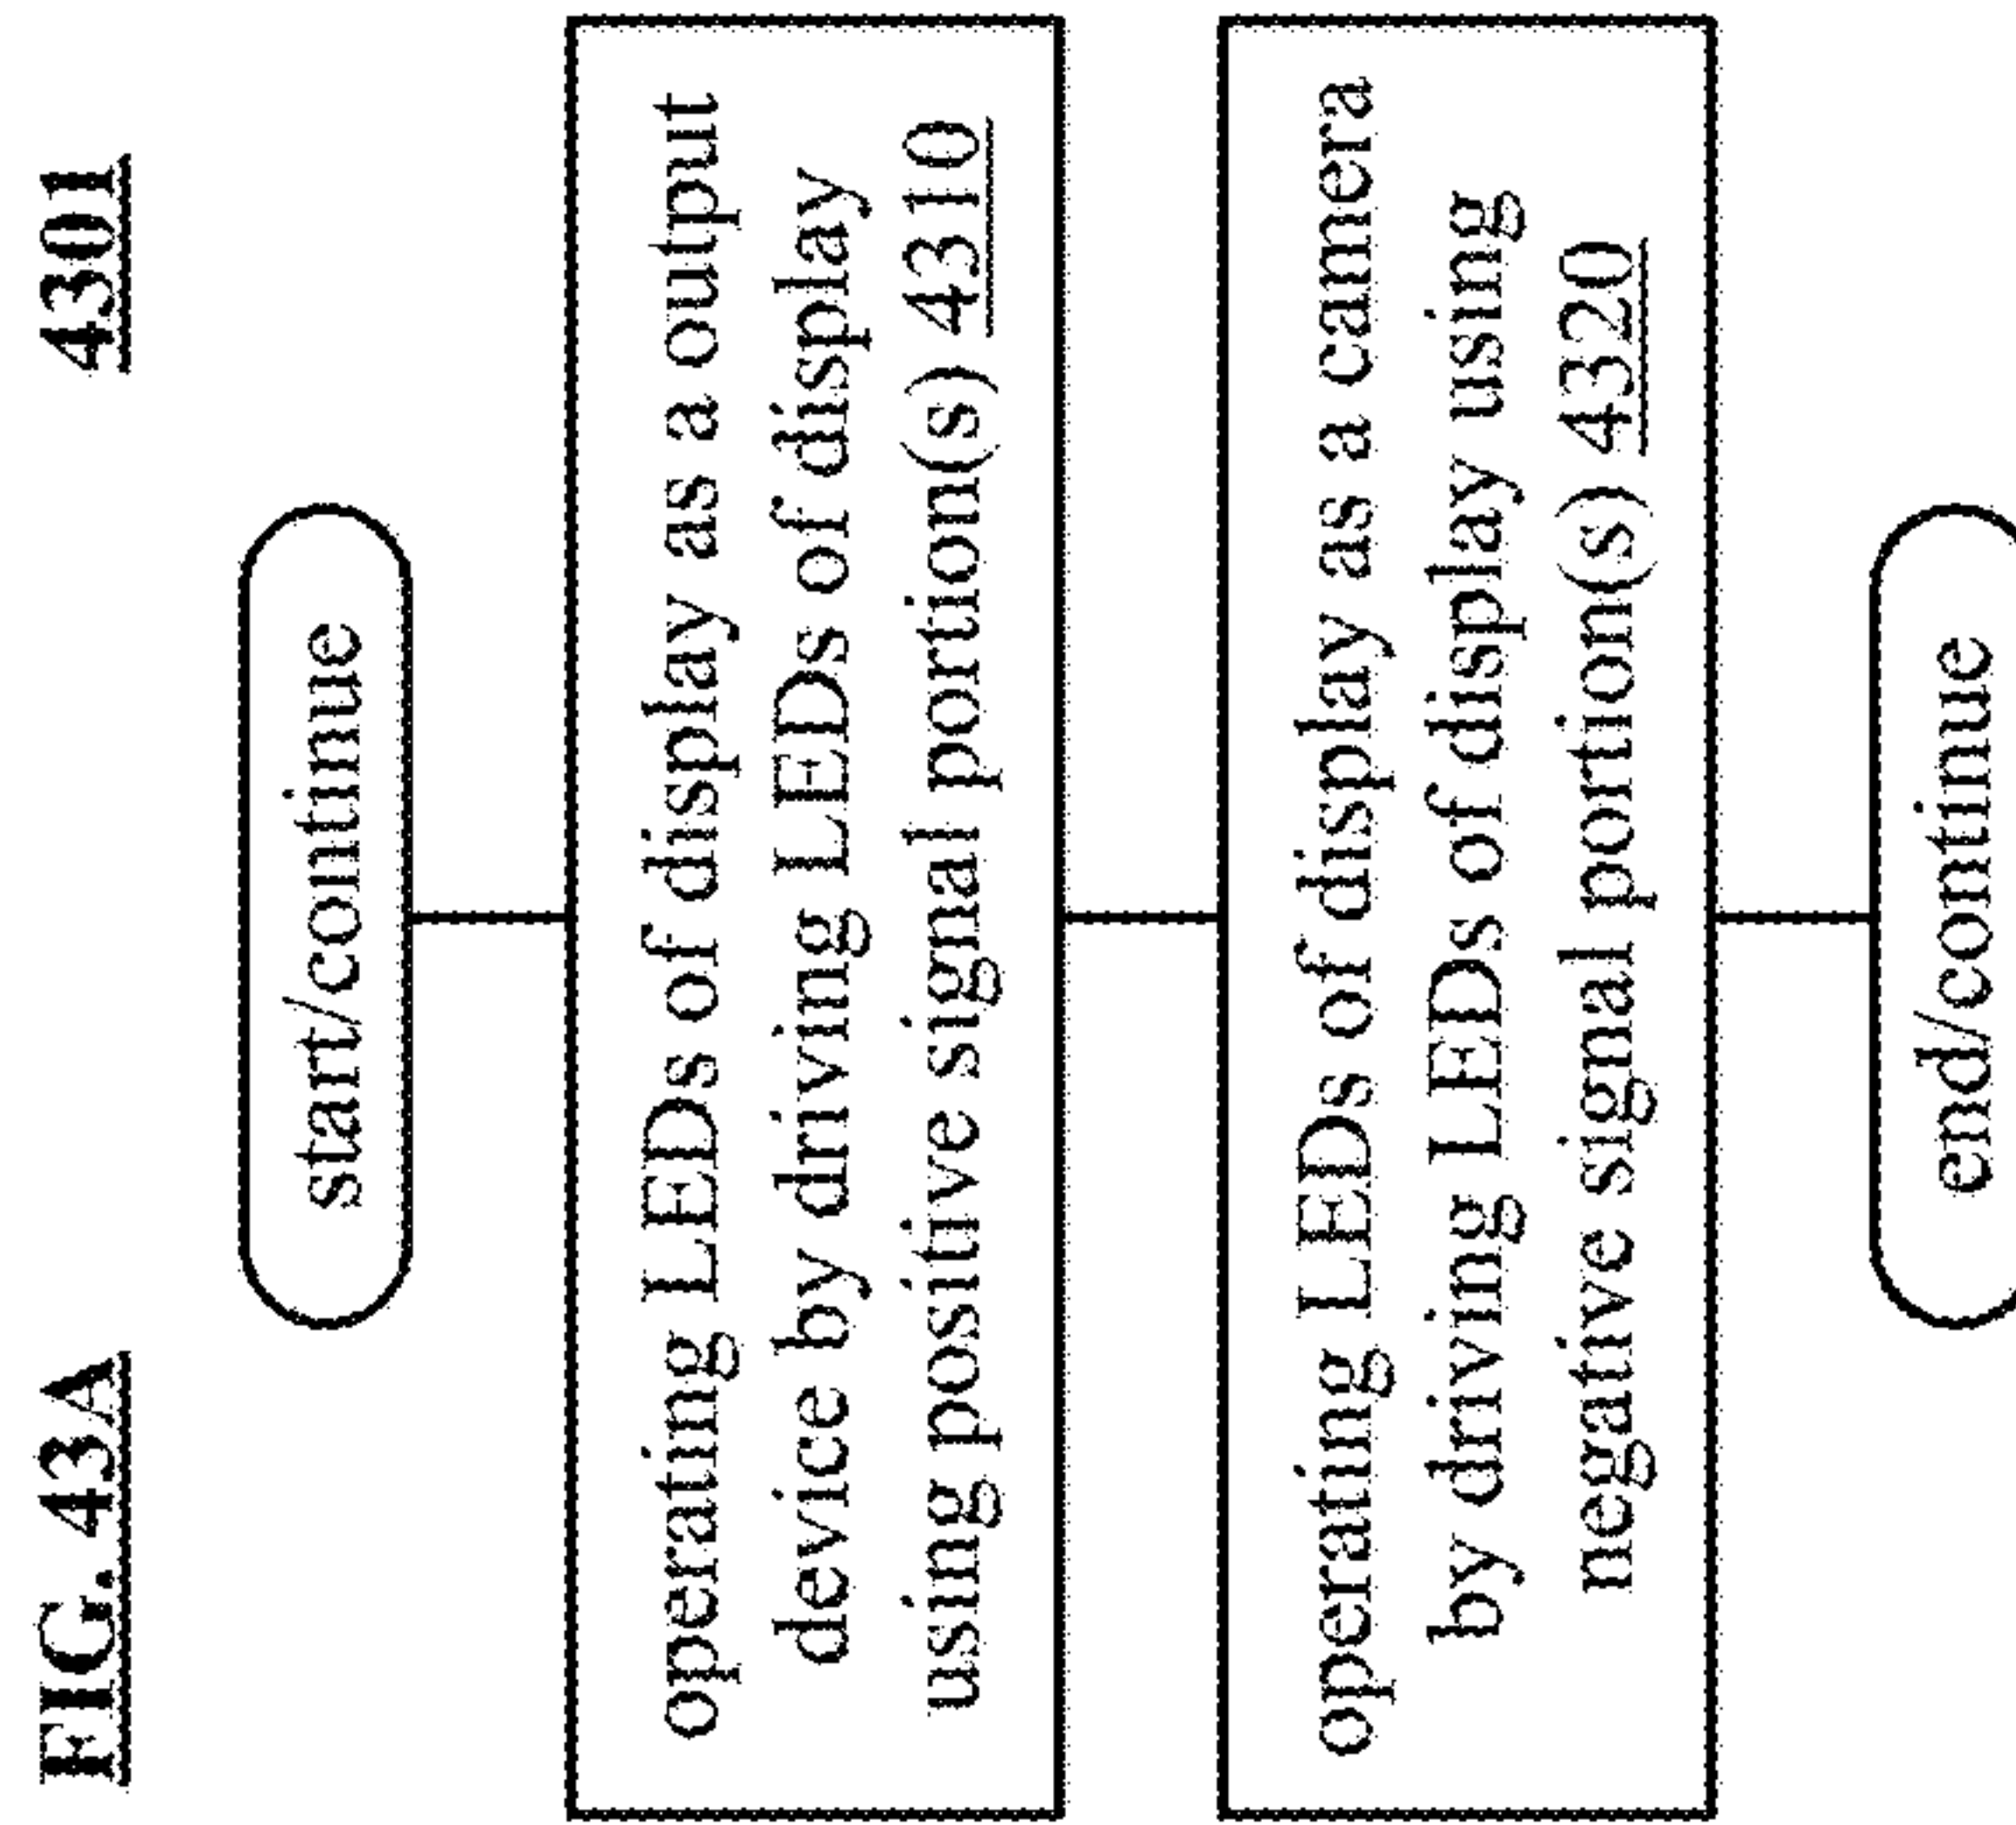 FIG. 43A 4301
start/continue
operating LEDs of display as a output
device by driving LEDs of display
using positive signal portion(s) 4310
operating LEDs of display as a camera
by driving LEDs of display using
negative signal portion(s) 4320
end/continue